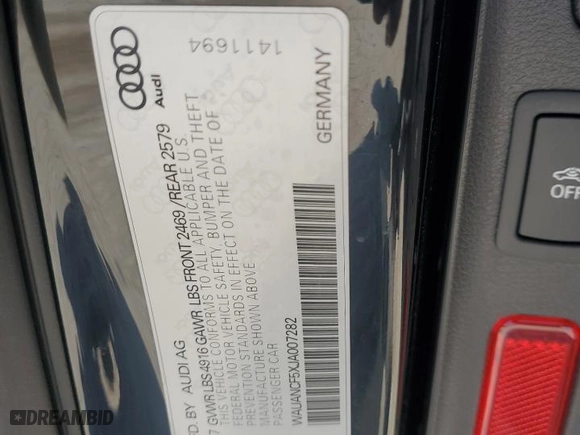 1411694
Audi
GERMANY
D. BY AUDI AG
7 GVWR LBS 4916 GAWR LBS FRONT 2469 / REAR 2579
THIS VEHICLE CONFORMS TO ALL APPLICABLE U.S.
FEDERAL MOTOR VEHICLE SAFETY, BUMPER AND THEFT
PREVENTION STANDARDS IN EFFECT ON THE DATE OF
MANUFACTURE SHOWN ABOVE
PASSENGER CAR
WAUANCF5XJA007282
OFF
bidcars